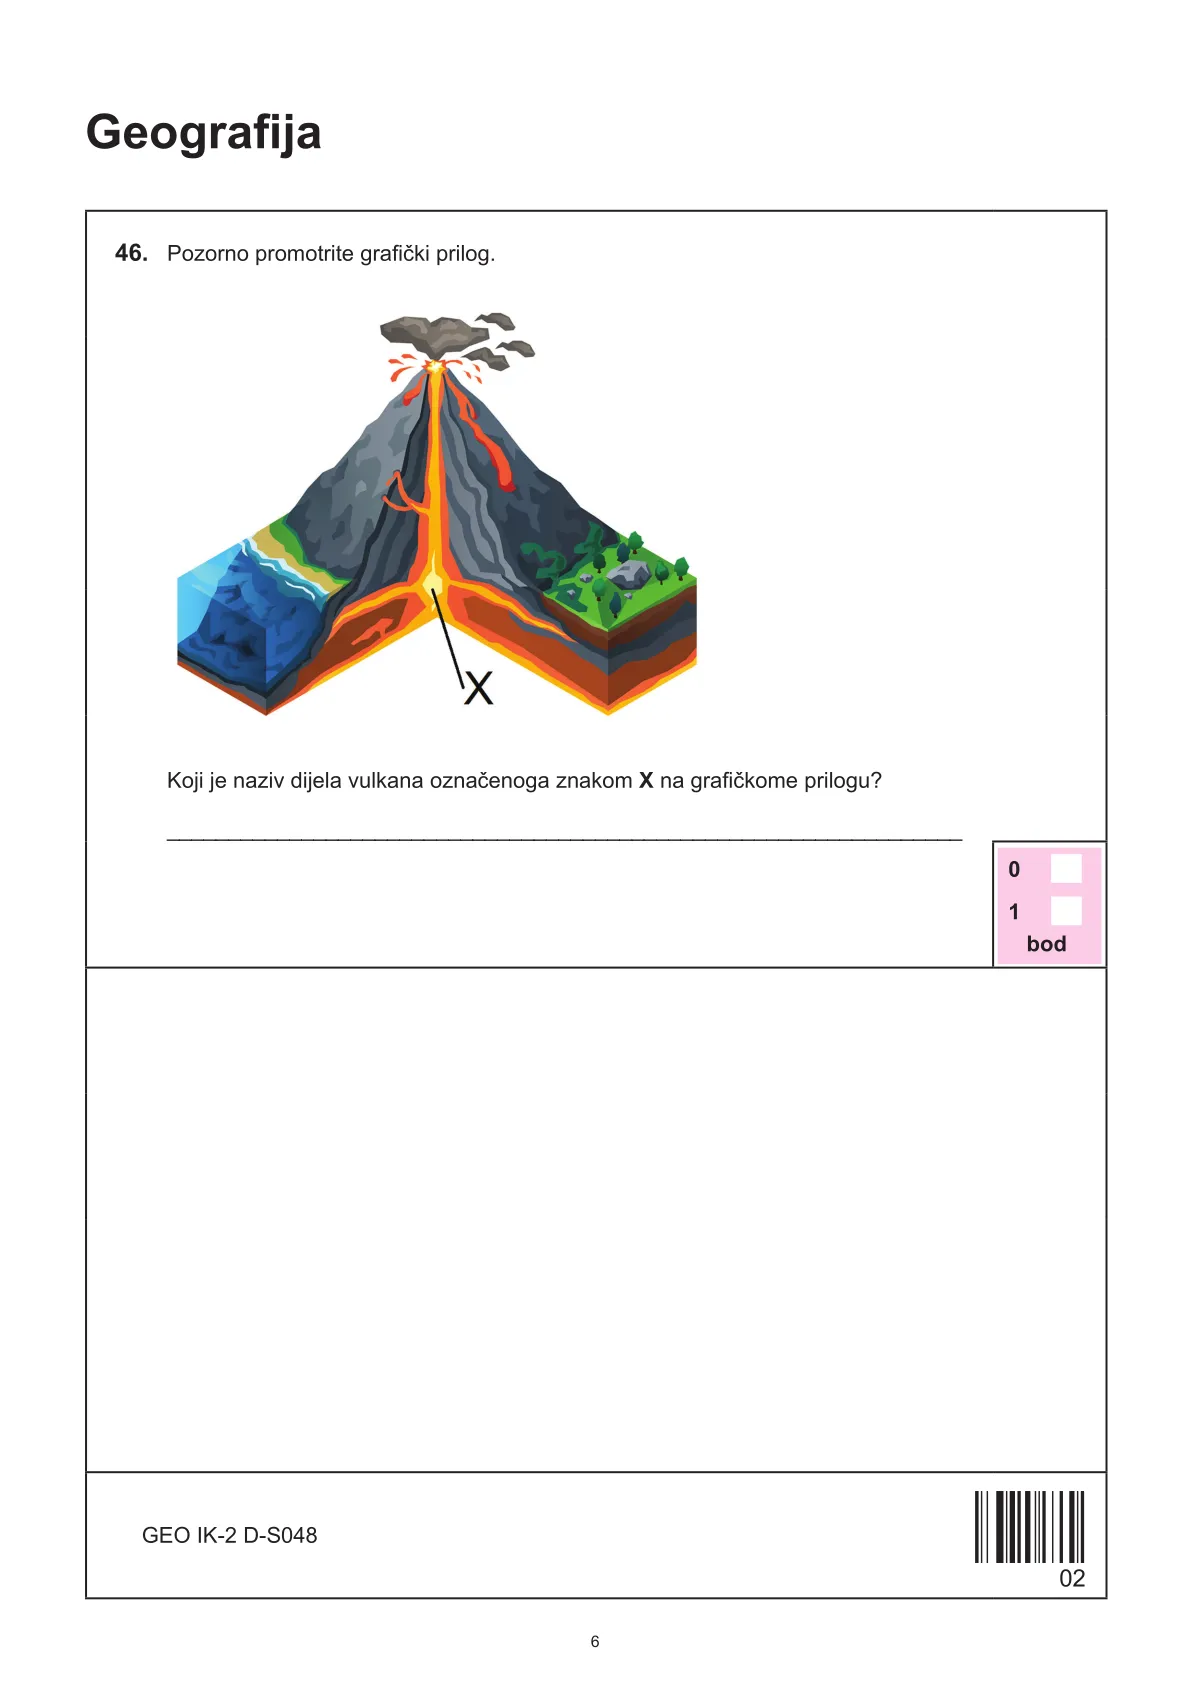 Geografija
46. Pozorno promotrite grafički prilog.
X
Koji je naziv dijela vulkana označenoga znakom X na grafičkome prilogu?
0
1
bod
GEO IK-2 D-S048
02
6